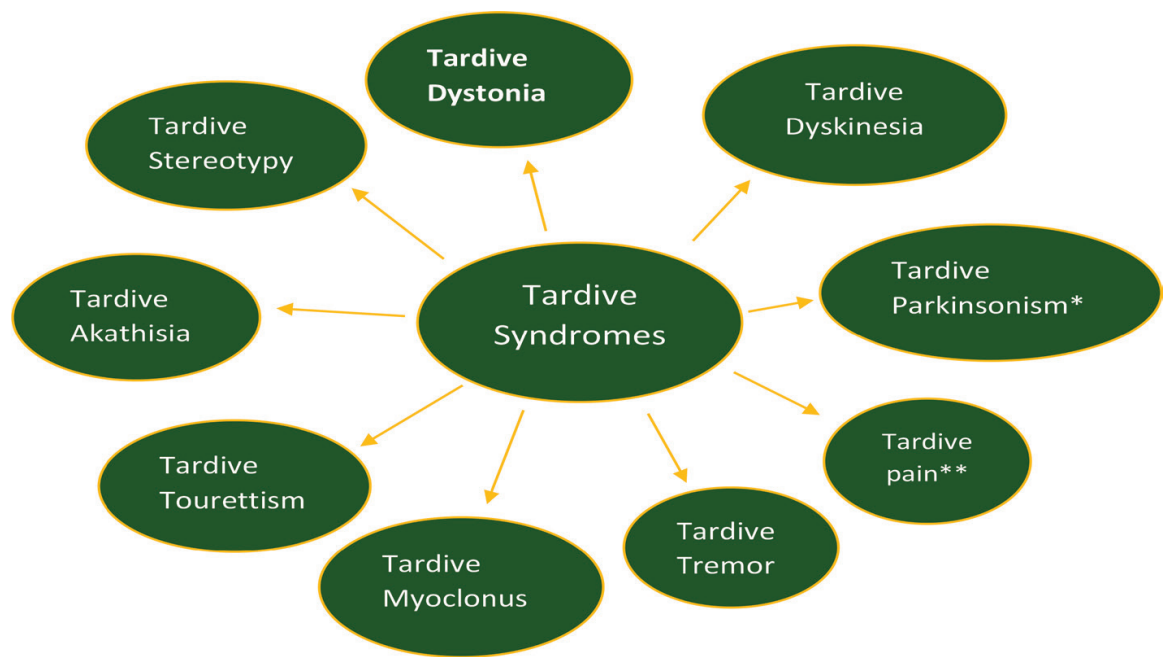 Tardive
Dystonia
Tardive
Dyskinesia
Tardive
Stereotypy
Tardive
Parkinsonism*
Tardive
Akathisia
Tardive
Syndromes
Tardive
pain**
Tardive
Tourettism
Tardive
Tremor
Tardive
Myoclonus